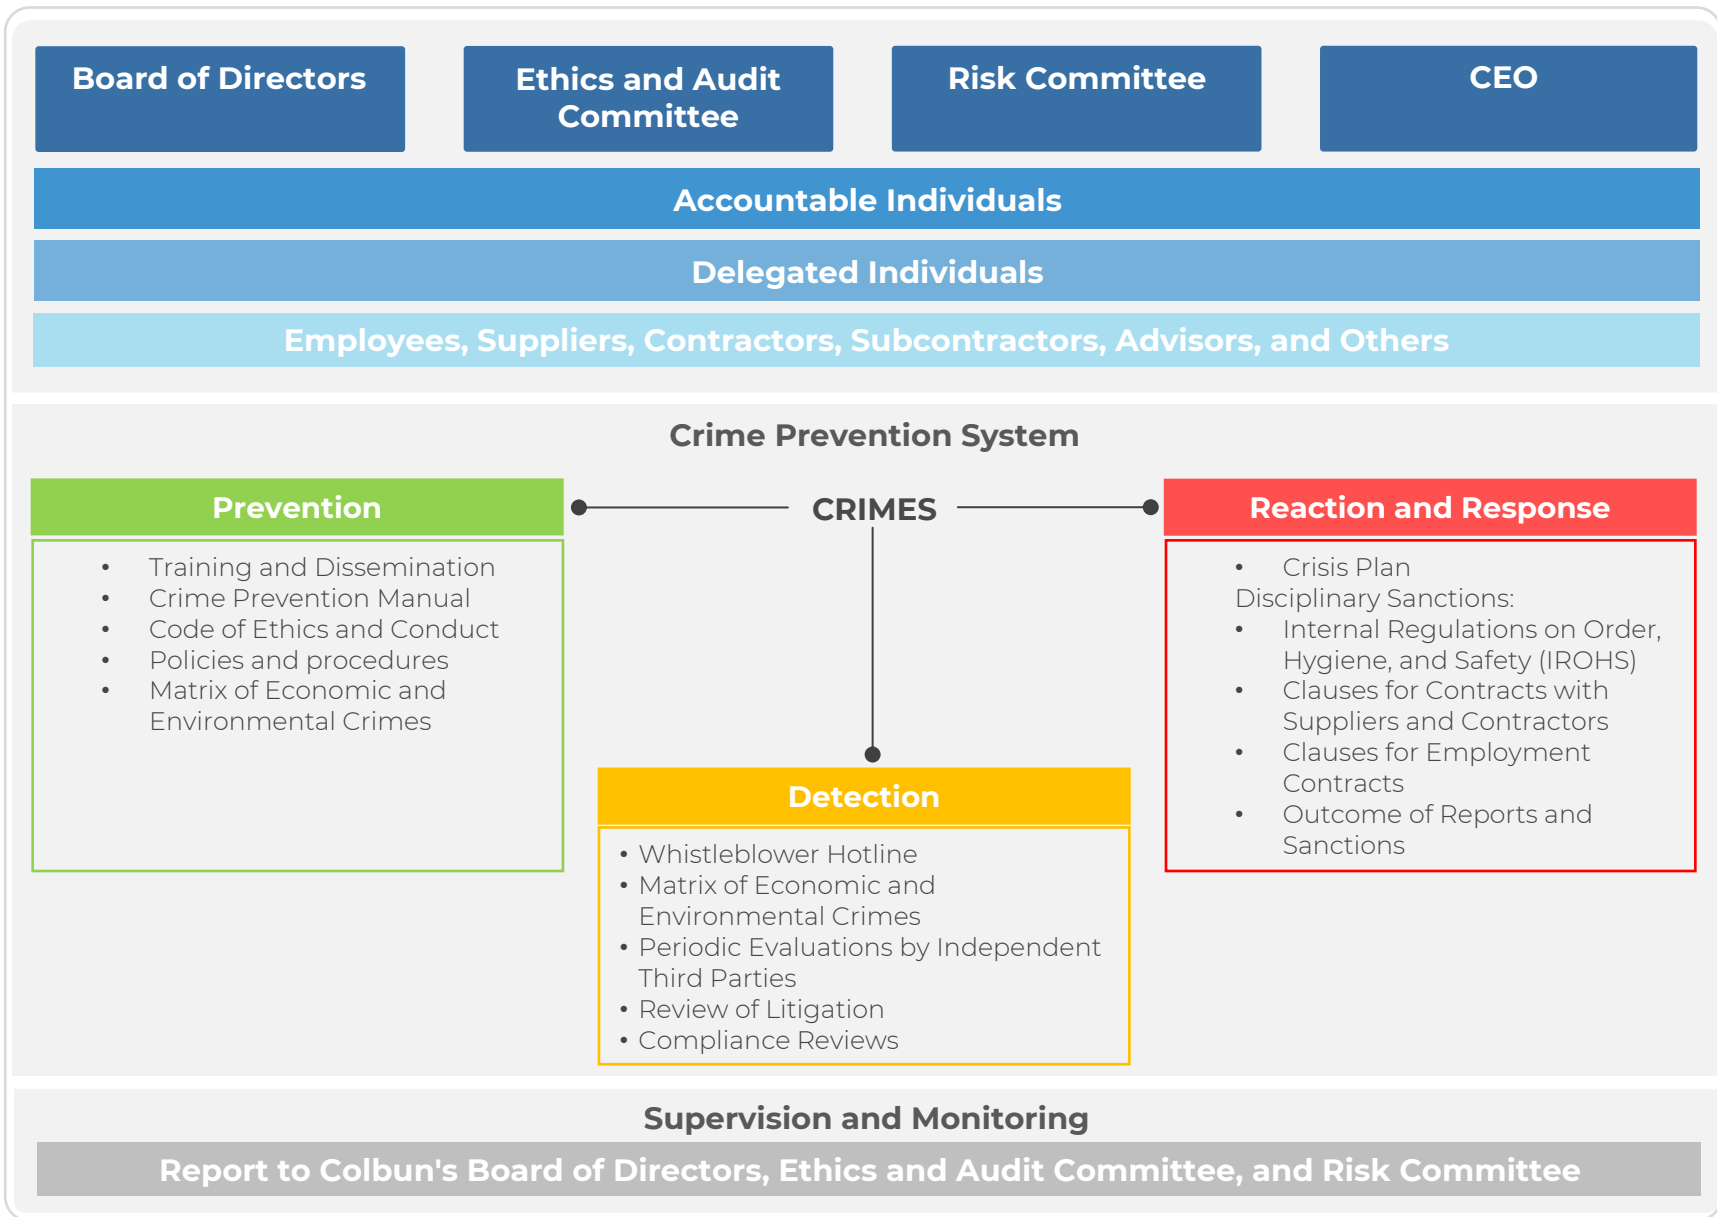 Board of Directors
Ethics and Audit
Committee
Risk Committee
CEO
Accountable Individuals
Delegated Individuals
Employees, Suppliers, Contractors, Subcontractors, Advisors, and Others
Crime Prevention System
CRIMES
Prevention
• Training and Dissemination
• Crime Prevention Manual
• Code of Ethics and Conduct
• Policies and procedures
• Matrix of Economic and
Environmental Crimes
Detection
• Whistleblower Hotline
• Matrix of Economic and
Environmental Crimes
• Periodic Evaluations by Independent
Third Parties
• Review of Litigation
• Compliance Reviews
Reaction and Response
• Crisis Plan
Disciplinary Sanctions:
• Internal Regulations on Order,
Hygiene, and Safety (IROHS)
• Clauses for Contracts with
Suppliers and Contractors
• Clauses for Employment
Contracts
• Outcome of Reports and
Sanctions
Supervision and Monitoring
Report to Colbun's Board of Directors, Ethics and Audit Committee, and Risk Committee